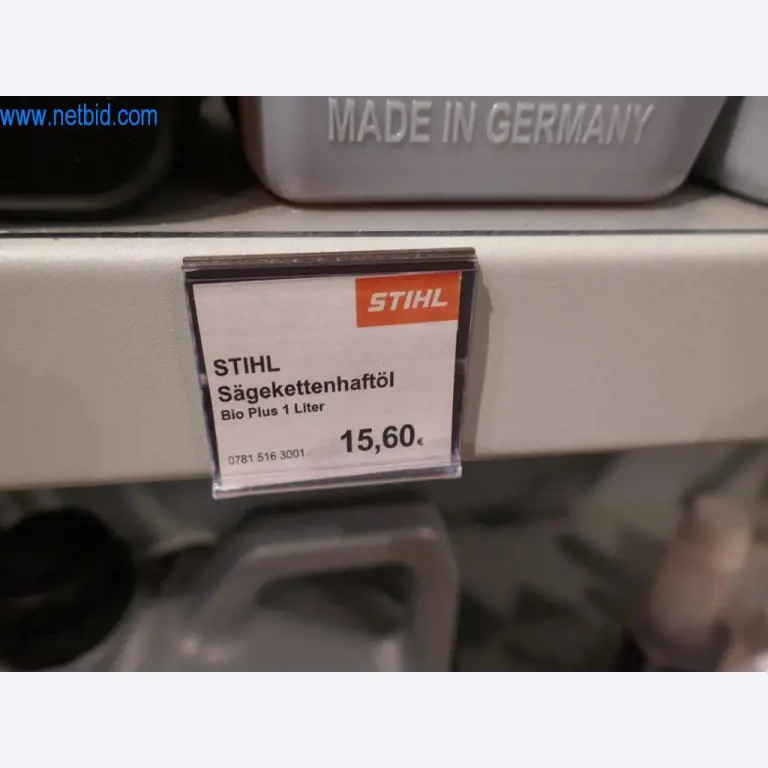 www.netbid.com
MADE IN GERMANY
STIHL
STIHL
Sägekettenhaftöl
Bio Plus 1 Liter
0781 516 3001 15,60€